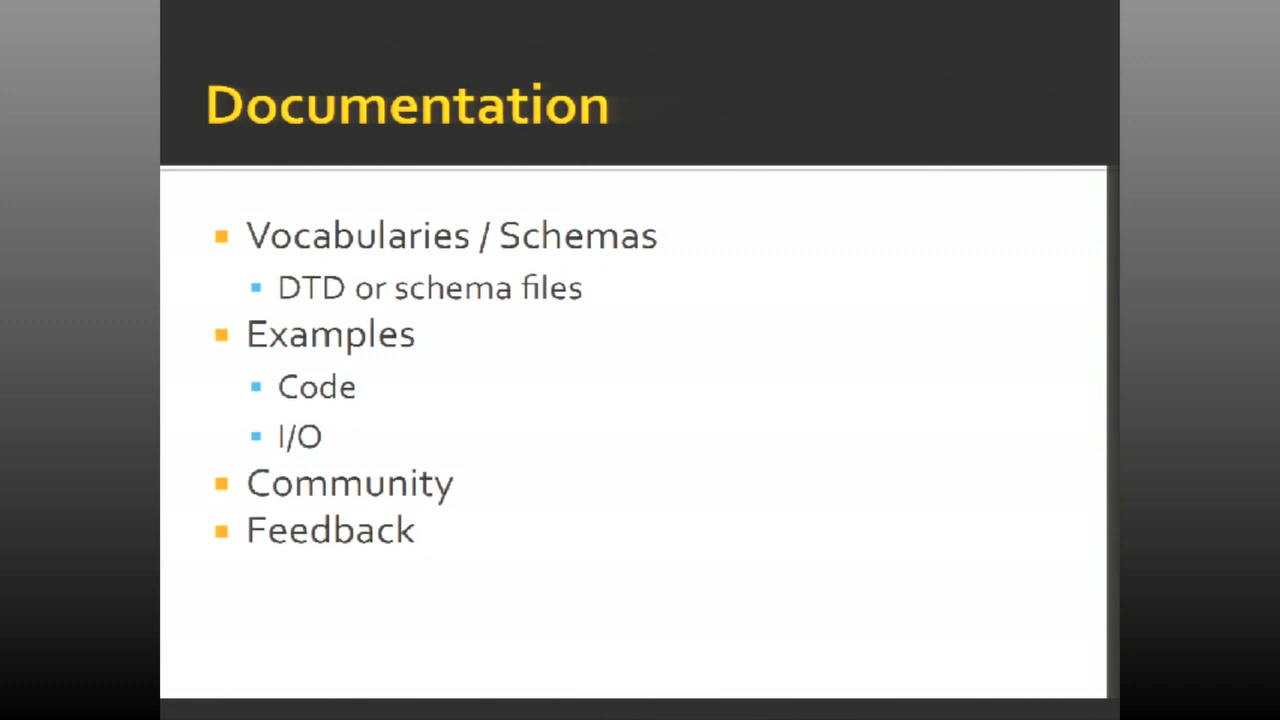 Documentation
Vocabularies / Schemas
DTD or schema files
Examples
Code
I/O
Community
Feedback